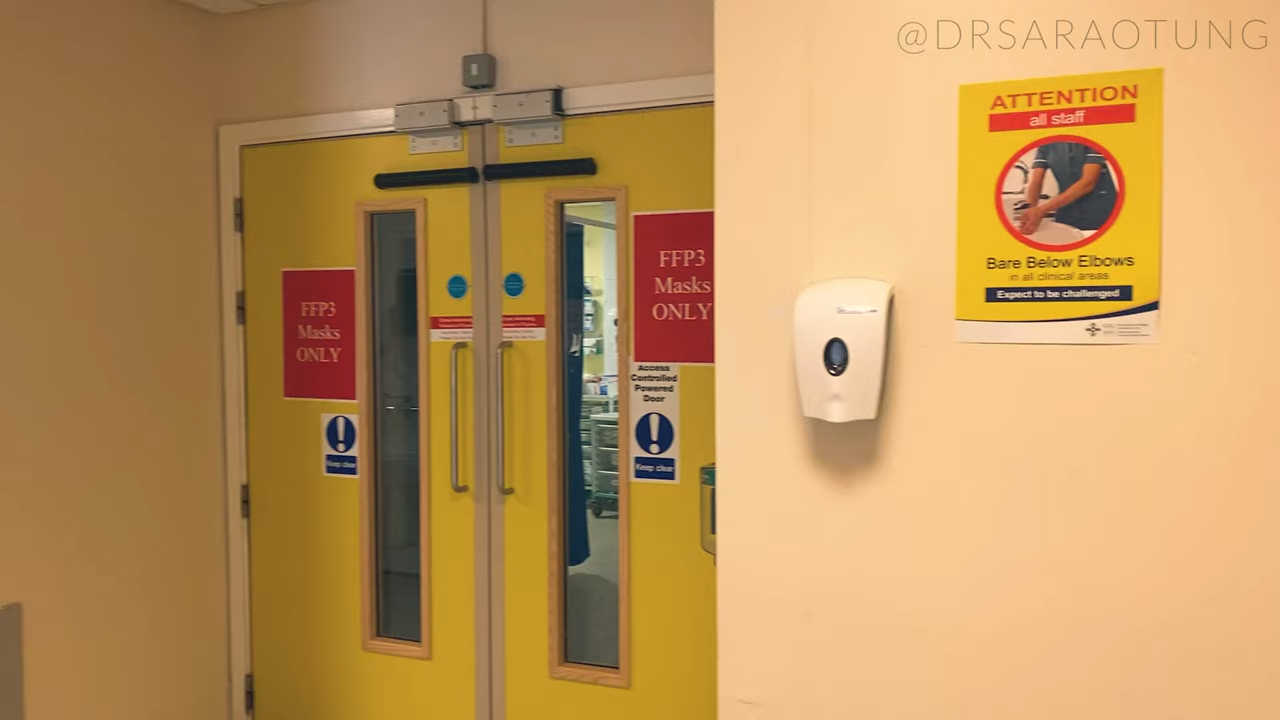 @DRSARAOTUNG
ATTENTION
all staff
Bare Below Elbows
in all clinical areas
Expect to be challenged
FFP3
Masks
ONLY
Keep clear
FFP3
Masks
ONLY
Access
Controlled
Powered
Door
Keep clear